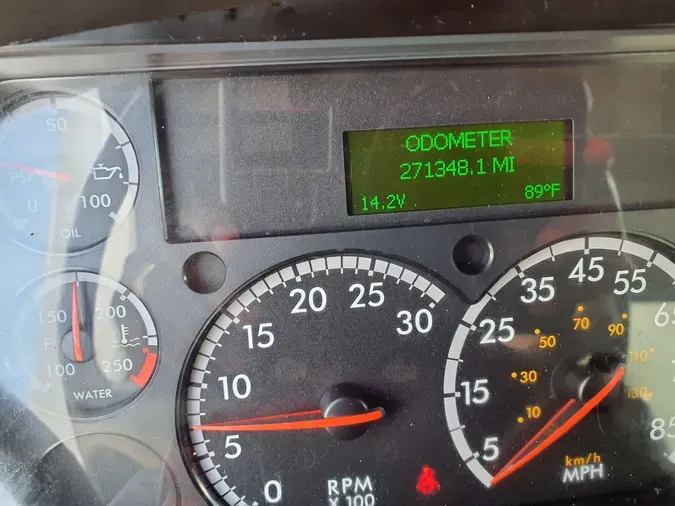 ODOMETER
271348.1 MI
14.2V 89°F
50
PSI
0 100
OIL
150 200
F
100 250
WATER
0 5 10 15 20 25 30
RPM
X 100
5 15 25 35 45 55 65 85
10 30 50 70 90 110 130
km/h
MPH